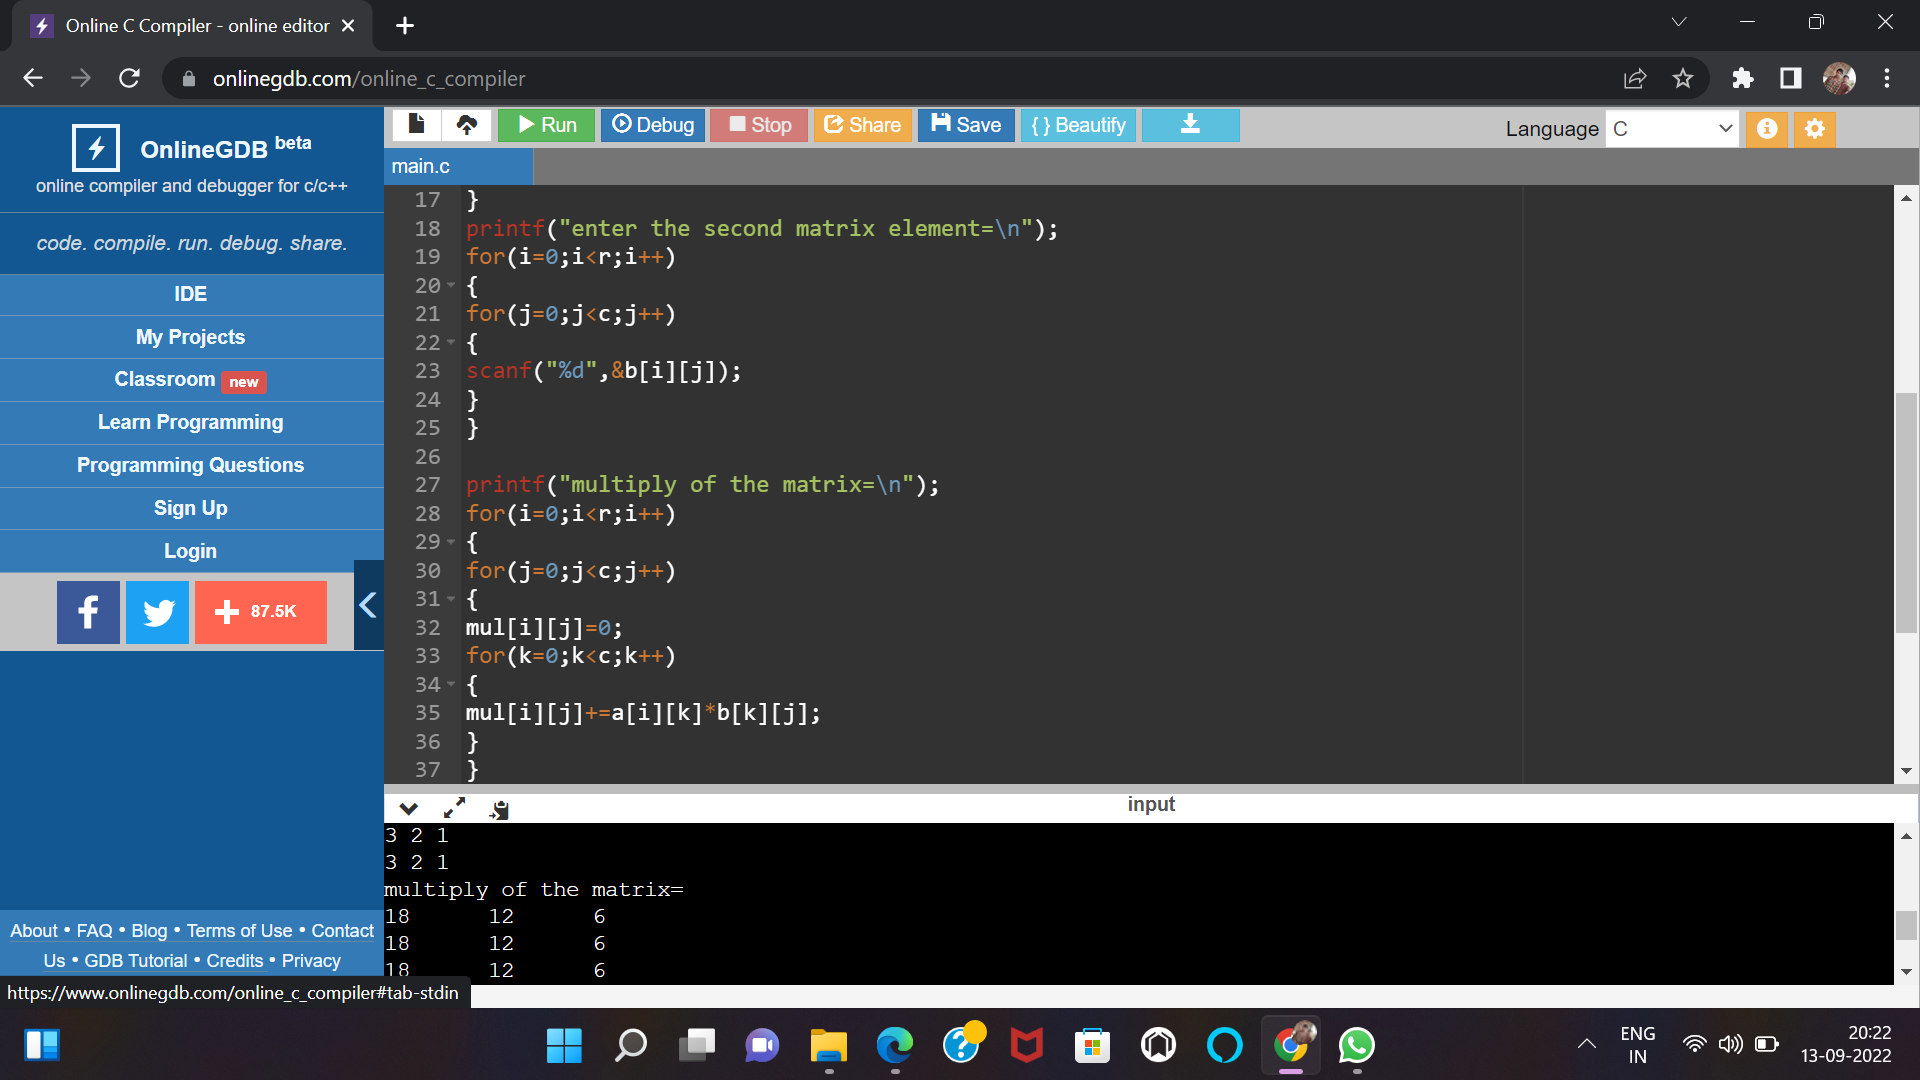 Online C Compiler - online editor
onlinegdb.com/online_c_compiler
OnlineGDB beta
online compiler and debugger for c/c++
code. compile. run. debug. share.
IDE
My Projects
Classroom new
Learn Programming
Programming Questions
Sign Up
Login
f
87.5K
About • FAQ • Blog • Terms of Use • Contact
Us • GDB Tutorial • Credits • Privacy
https://www.onlinegdb.com/online_c_compiler#tab-stdin
Run Debug Stop Share Save { } Beautify
Language C
main.c
17 }
18 printf("enter the second matrix element=\n");
19 for(i=0;i<r;i++)
20 {
21 for(j=0;j<c;j++)
22 {
23 scanf("%d",&b[i][j]);
24 }
25 }
26
27 printf("multiply of the matrix=\n");
28 for(i=0;i<r;i++)
29 {
30 for(j=0;j<c;j++)
31 {
32 mul[i][j]=0;
33 for(k=0;k<c;k++)
34 {
35 mul[i][j]+=a[i][k]*b[k][j];
36 }
37 }
input
3 2 1
3 2 1
multiply of the matrix=
18 12 6
18 12 6
18 12 6
ENG
IN
20:22
13-09-2022